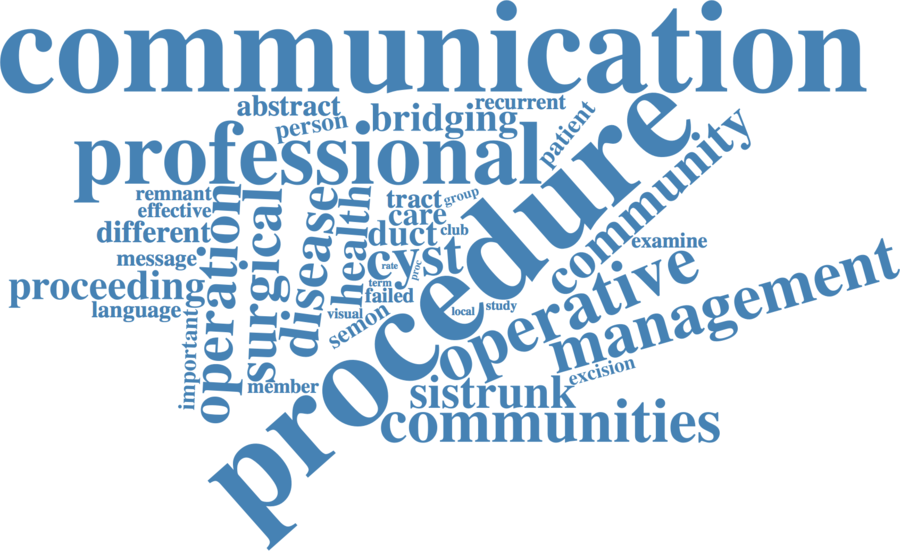 communication
abstract
recurrent
person
bridging
patient
professional
procedure
community
remnant
effective
different
message
proceeding
language
important
operation
surgical
disease
health
tract
group
care
duct
club
cyst
rate
proc
term
failed
visual
semon
local
study
examine
operative
management
member
sistrunk
excision
communities